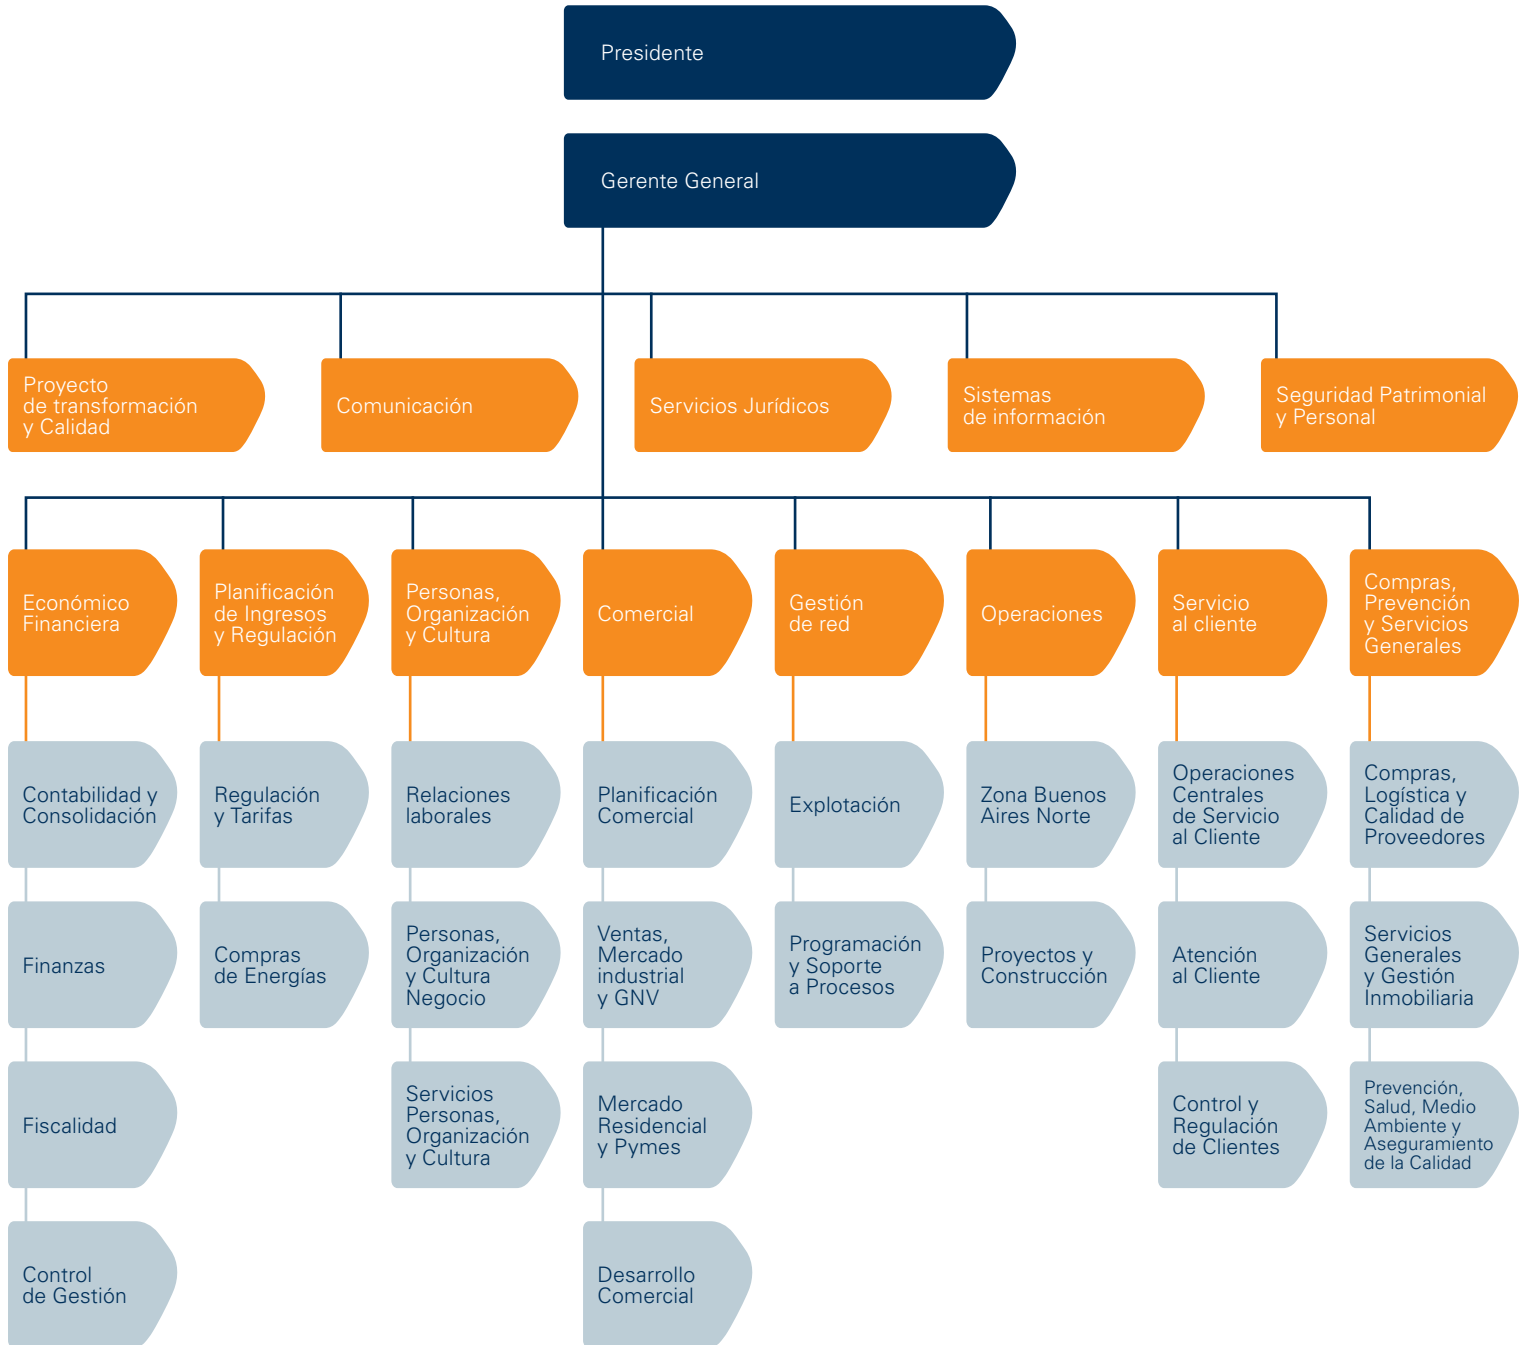 Presidente
Gerente General
Proyecto
de transformación
y Calidad
Comunicación
Servicios Jurídicos
Sistemas
de información
Seguridad Patrimonial
y Personal
Económico
Financiera
Planificación
de Ingresos
y Regulación
Personas,
Organización
y Cultura
Comercial
Gestión
de red
Operaciones
Servicio
al cliente
Compras,
Prevención
y Servicios
Generales
Contabilidad y
Consolidación
Regulación
y Tarifas
Relaciones
laborales
Planificación
Comercial
Explotación
Zona Buenos
Aires Norte
Operaciones
Centrales
de Servicio
al Cliente
Compras,
Logística y
Calidad de
Proveedores
Finanzas
Compras
de Energías
Personas,
Organización
y Cultura
Negocio
Ventas,
Mercado
industrial
y GNV
Programación
y Soporte
a Procesos
Proyectos y
Construcción
Atención
al Cliente
Servicios
Generales
y Gestión
Inmobiliaria
Fiscalidad
Servicios
Personas,
Organización
y Cultura
Mercado
Residencial
y Pymes
Control y
Regulación
de Clientes
Prevención,
Salud, Medio
Ambiente y
Aseguramiento
de la Calidad
Control
de Gestión
Desarrollo
Comercial